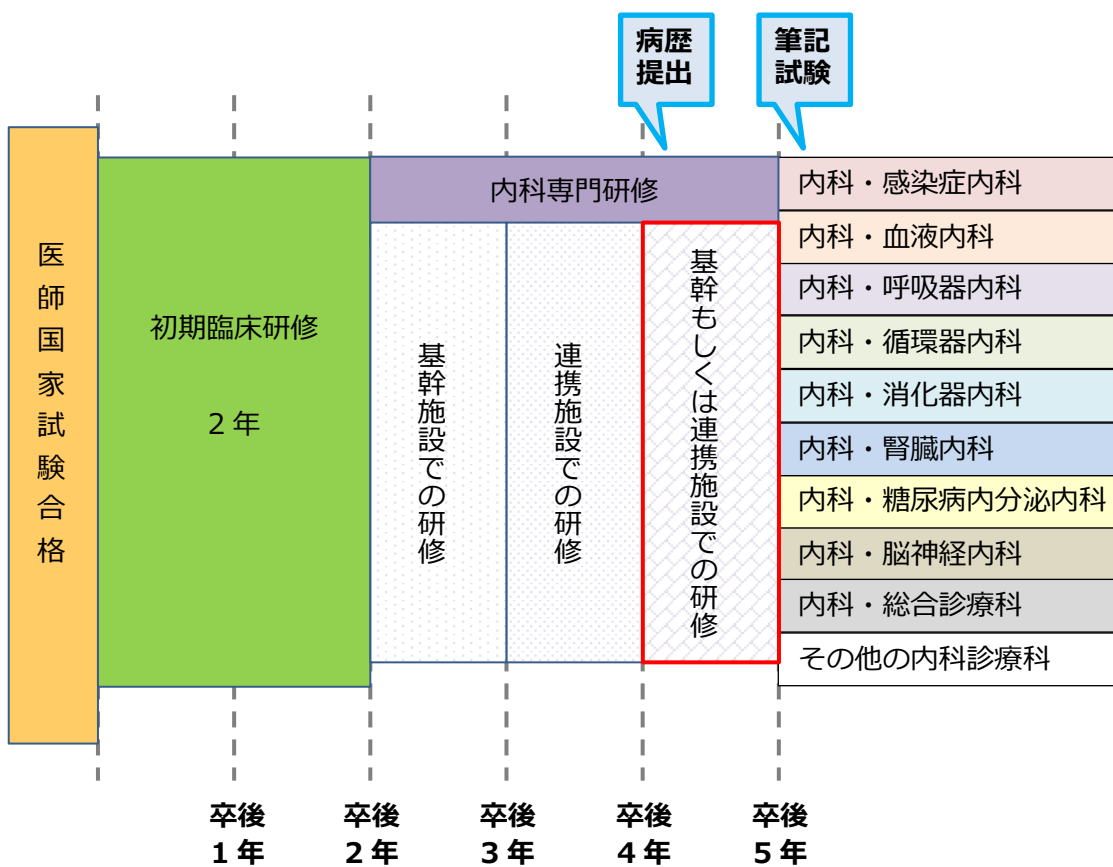 病歴
提出
筆記
試験
医師国家試験合格
初期臨床研修
2年
内科専門研修
基幹施設での研修
連携施設での研修
基幹もしくは連携施設での研修
内科・感染症内科
内科・血液内科
内科・呼吸器内科
内科・循環器内科
内科・消化器内科
内科・腎臓内科
内科・糖尿病内分泌内科
内科・脳神経内科
内科・総合診療科
その他の内科診療科
卒後
1年
卒後
2年
卒後
3年
卒後
4年
卒後
5年